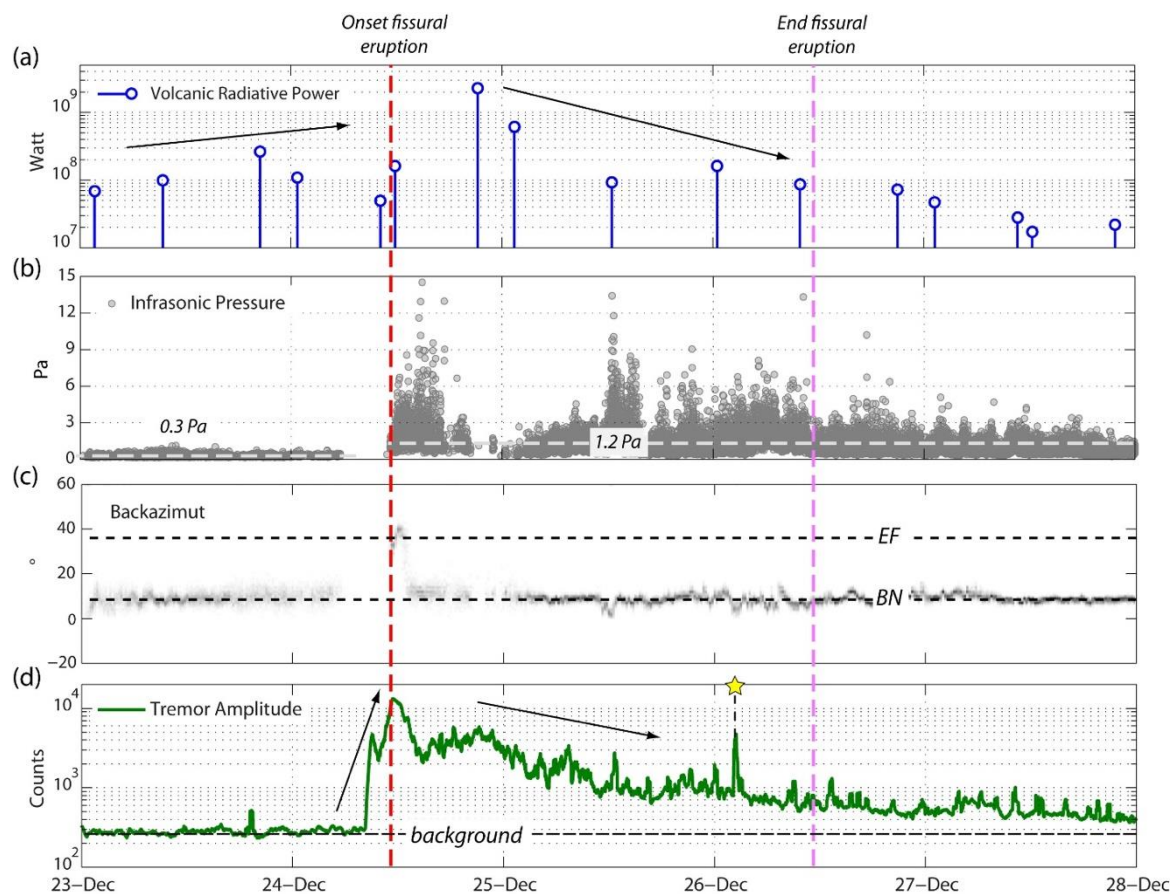 Onset fissural
eruption
End fissural
eruption
(a)
Volcanic Radiative Power
Watt
10^9
10^8
10^7
(b)
Infrasonic Pressure
Pa
15
12
9
6
3
0
0.3 Pa
1.2 Pa
(c)
Backazimut
°
60
40
20
0
−20
EF
BN
(d)
Tremor Amplitude
Counts
10^4
10^3
10^2
background
23−Dec
24−Dec
25−Dec
26−Dec
27−Dec
28−Dec